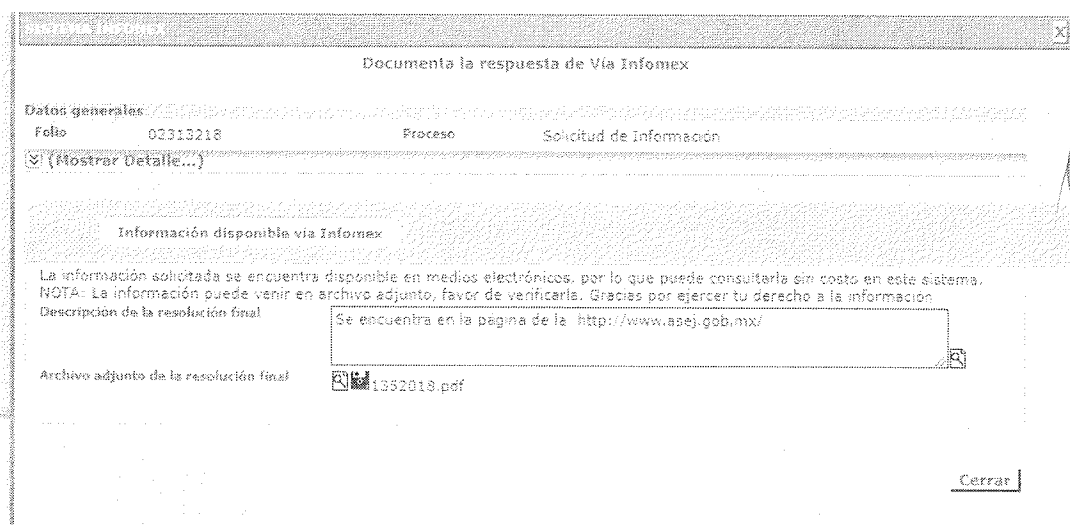 SISTEMA INFOMEX
X
Documenta la respuesta de Vía Infomex
Datos generales
Folio 02313218 Proceso Solicitud de Información
(Mostrar Detalle...)
Información disponible vía Infomex
La información solicitada se encuentra disponible en medios electrónicos, por lo que puede consultarla sin costo en este sistema.
NOTA: La información puede venir en archivo adjunto, favor de verificarla. Gracias por ejercer tu derecho a la información
Descripción de la resolución final Se encuentra en la página de la http://www.asej.gob.mx/
Archivo adjunto de la resolución final 1352018.pdf
Cerrar